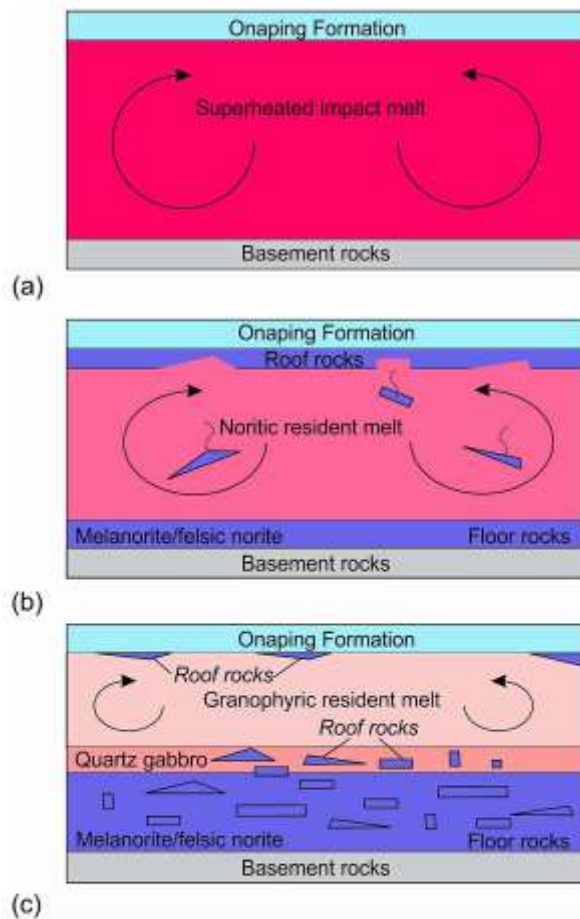 Onaping Formation
Superheated impact melt
Basement rocks
(a)
Onaping Formation
Roof rocks
Noritic resident melt
Melanorite/felsic norite Floor rocks
Basement rocks
(b)
Onaping Formation
Roof rocks
Granophyric resident melt
Roof rocks
Quartz gabbro
Melanorite/felsic norite Floor rocks
Basement rocks
(c)